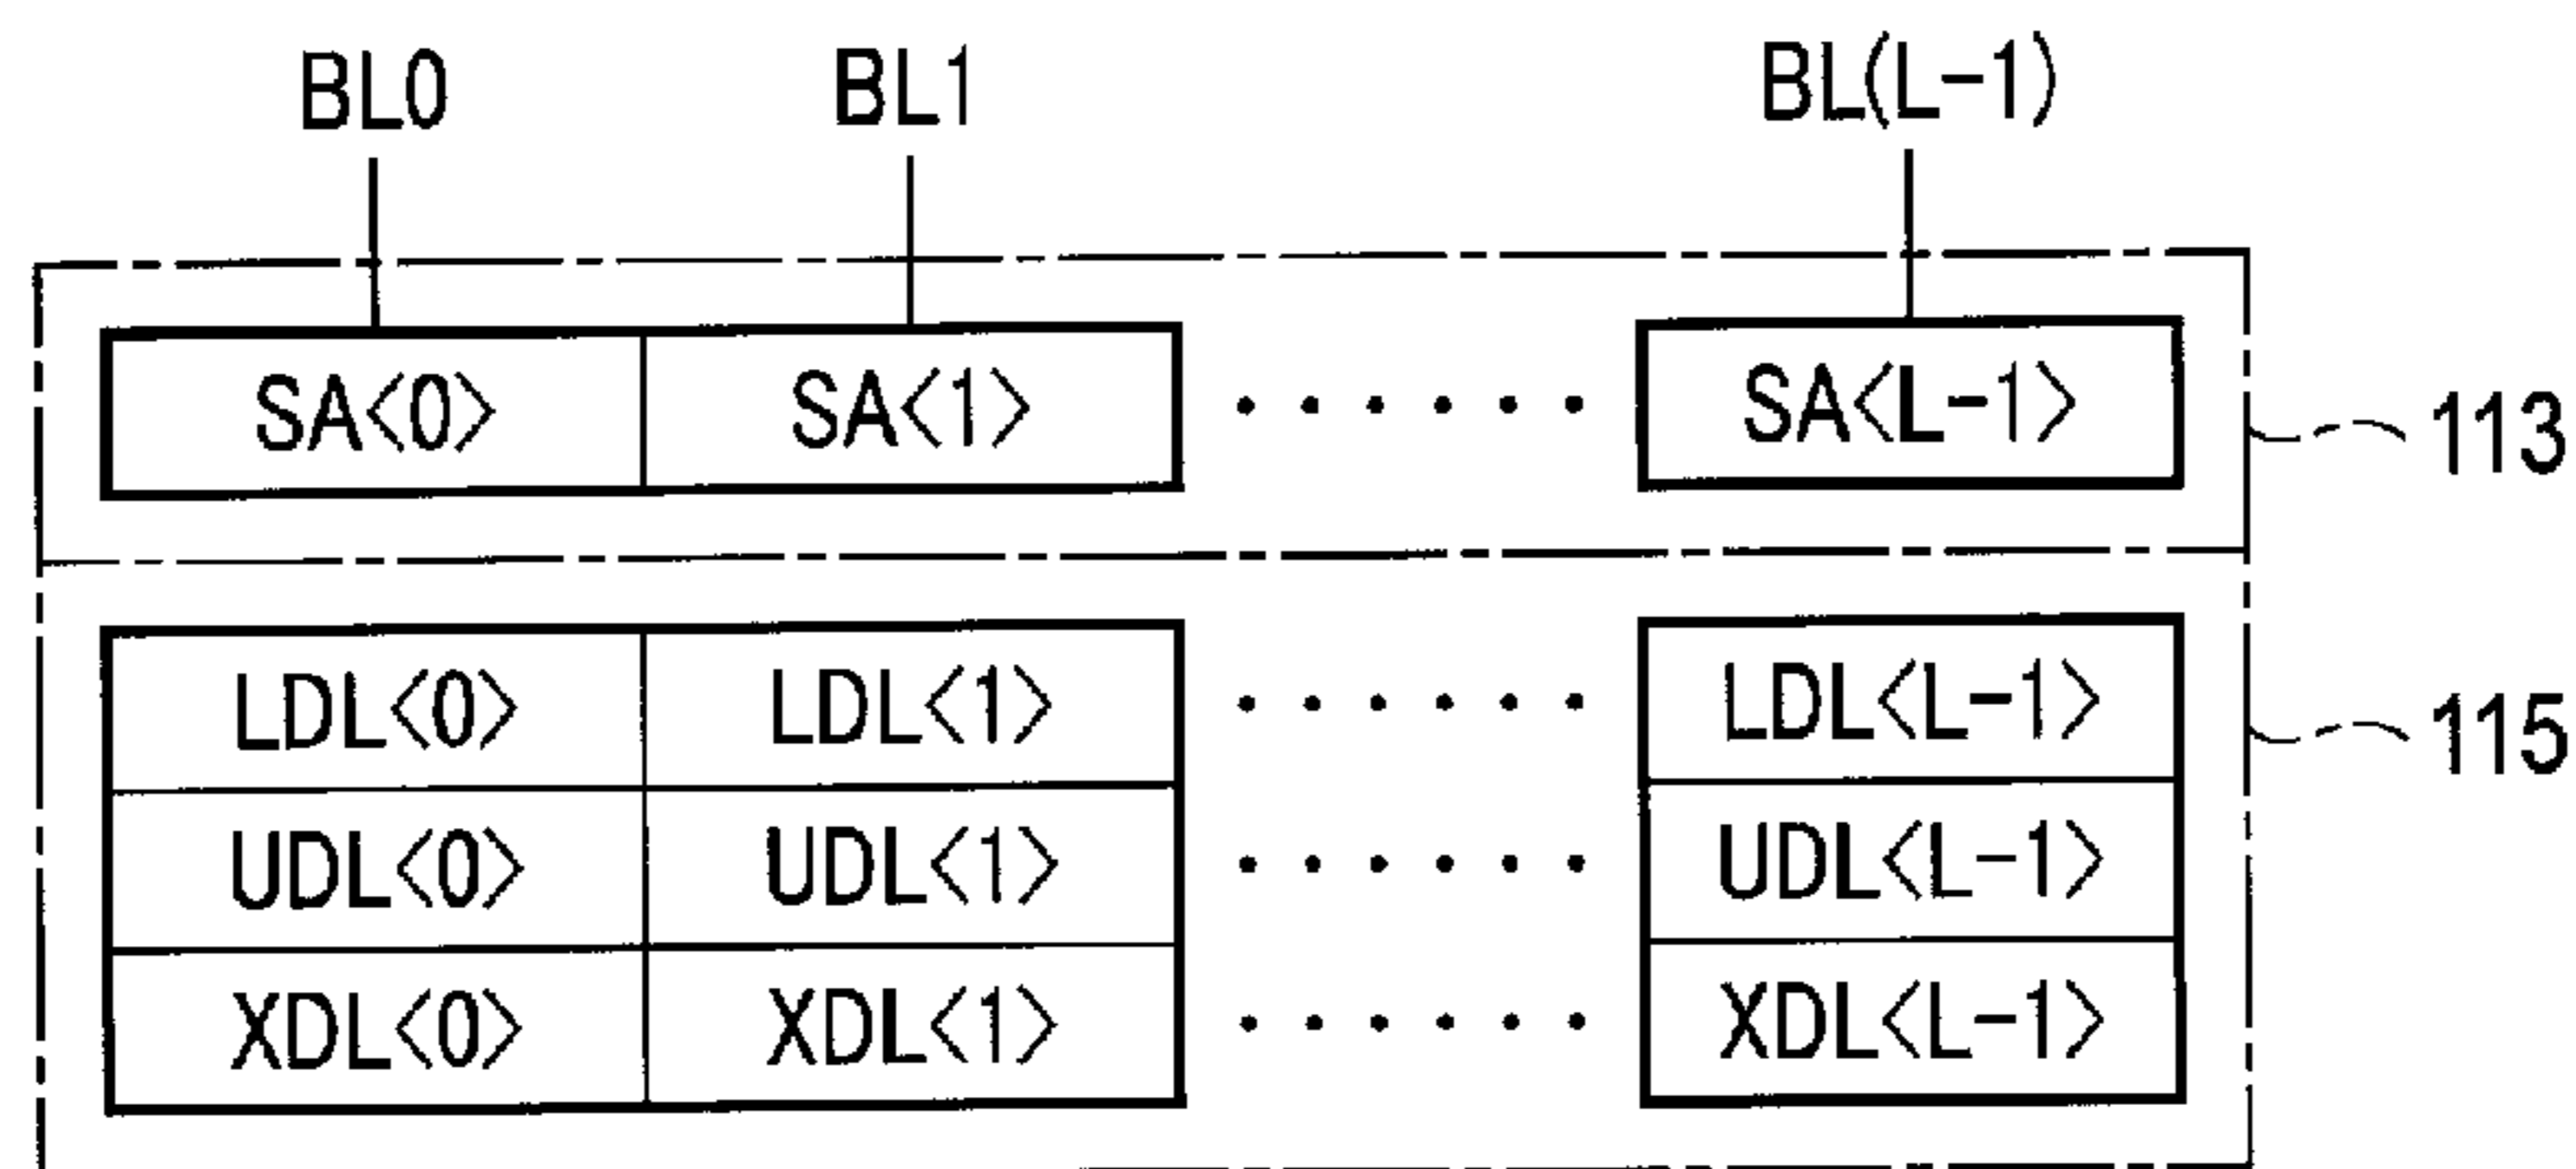 BL0 BL1 BL(L-1)
SA<0> SA<1> ...... SA<L-1> 113
LDL<0> LDL<1> ...... LDL<L-1> 115
UDL<0> UDL<1> ...... UDL<L-1>
XDL<0> XDL<1> ...... XDL<L-1>